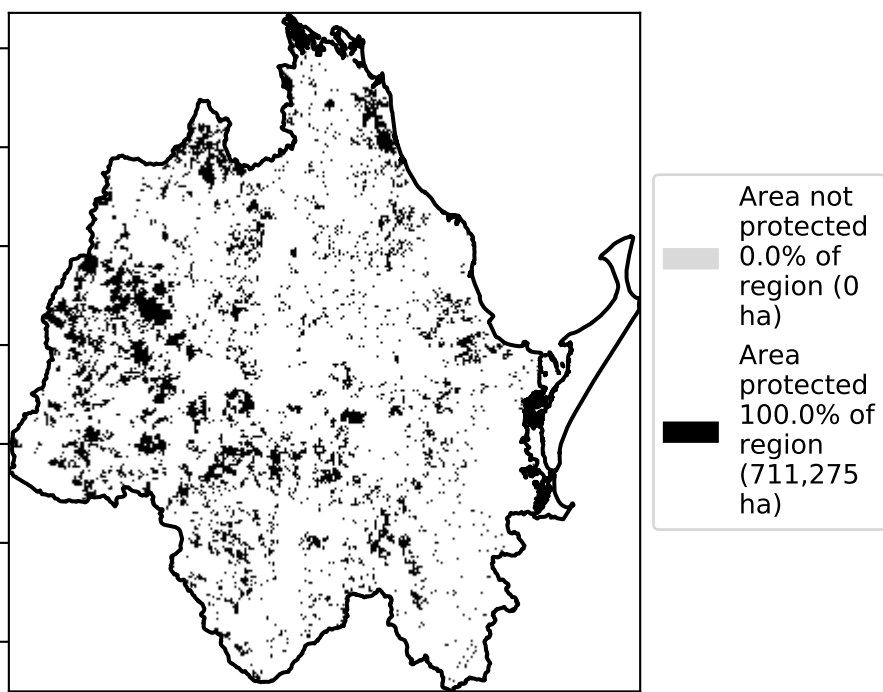 Area not
protected
0.0% of
region (0
ha)
Area
protected
100.0% of
region
(711,275
ha)